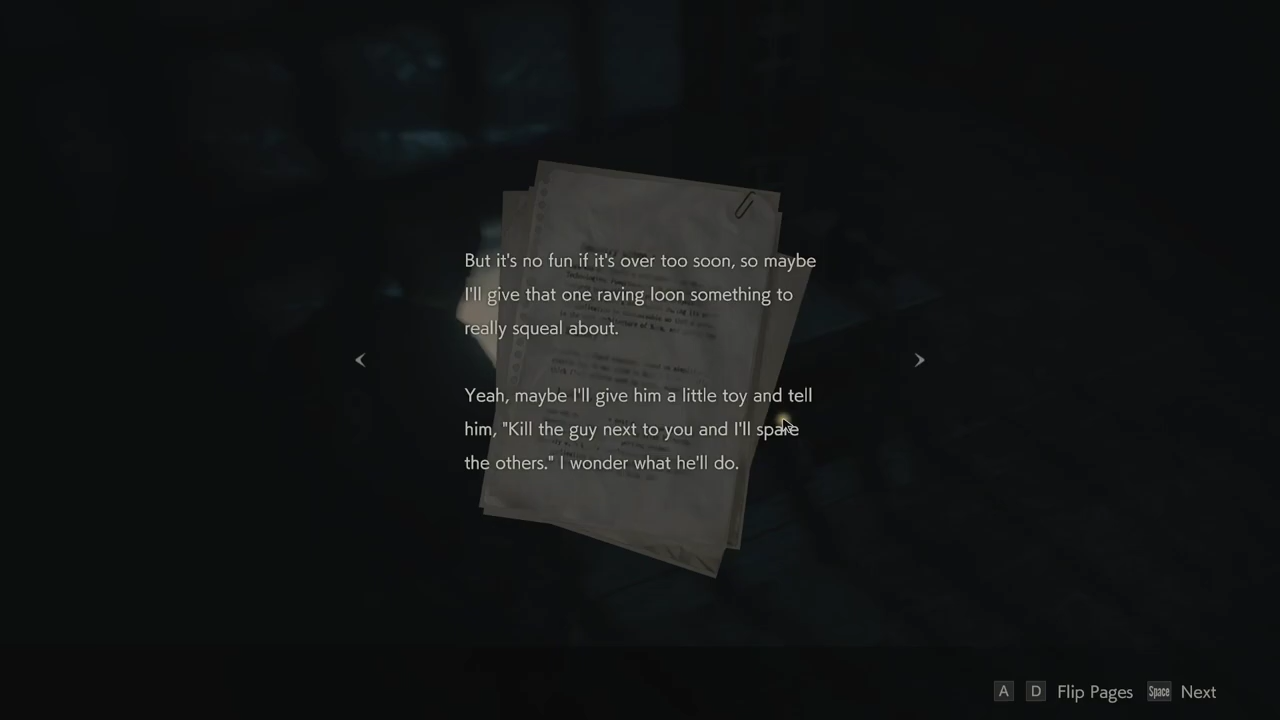 But it's no fun if it's over too soon, so maybe
I'll give that one raving loon something to
really squeal about.
Yeah, maybe I'll give him a little toy and tell
him, "Kill the guy next to you and I'll spare
the others." I wonder what he'll do.
A D Flip Pages Space Next